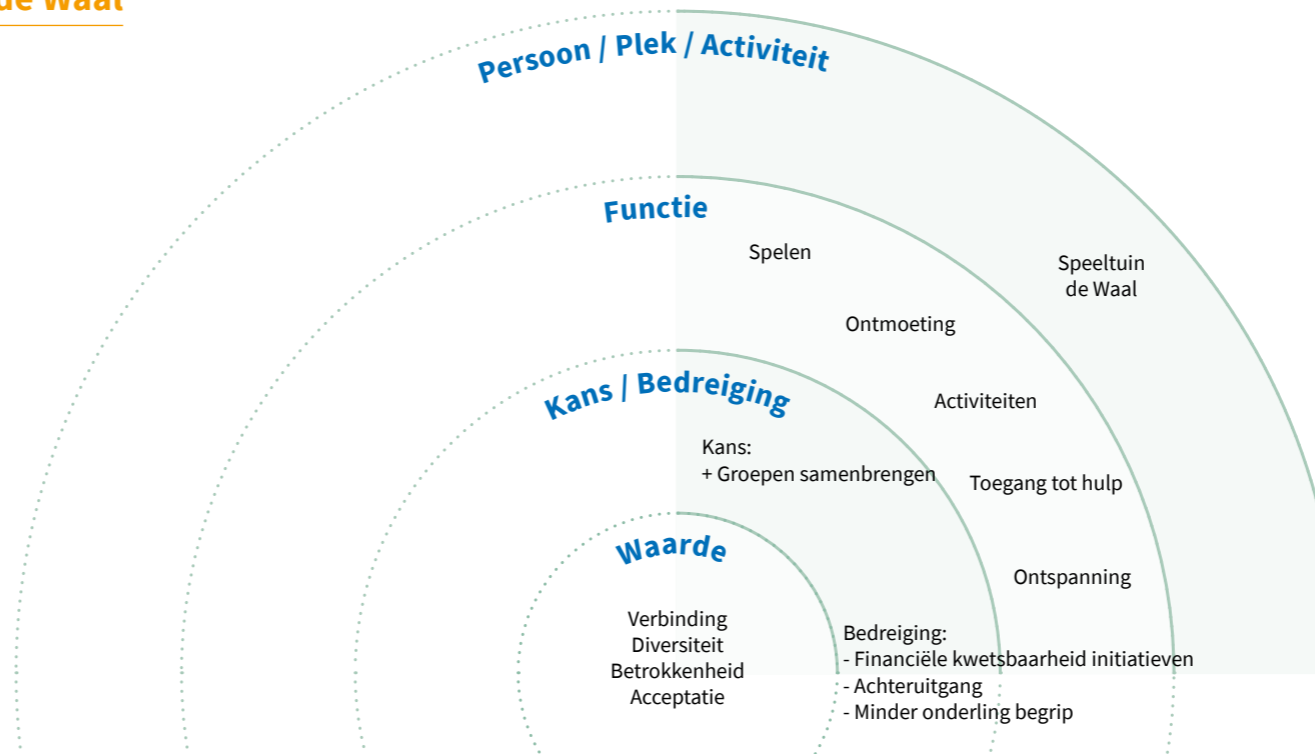 de Waal
Persoon / Plek / Activiteit
Functie
Spelen
Speeltuin
de Waal
Ontmoeting
Kans / Bedreiging
Activiteiten
Kans:
+ Groepen samenbrengen
Toegang tot hulp
Waarde
Ontspanning
Verbinding
Diversiteit
Betrokkenheid
Acceptatie
Bedreiging:
- Financiële kwetsbaarheid initiatieven
- Achteruitgang
- Minder onderling begrip